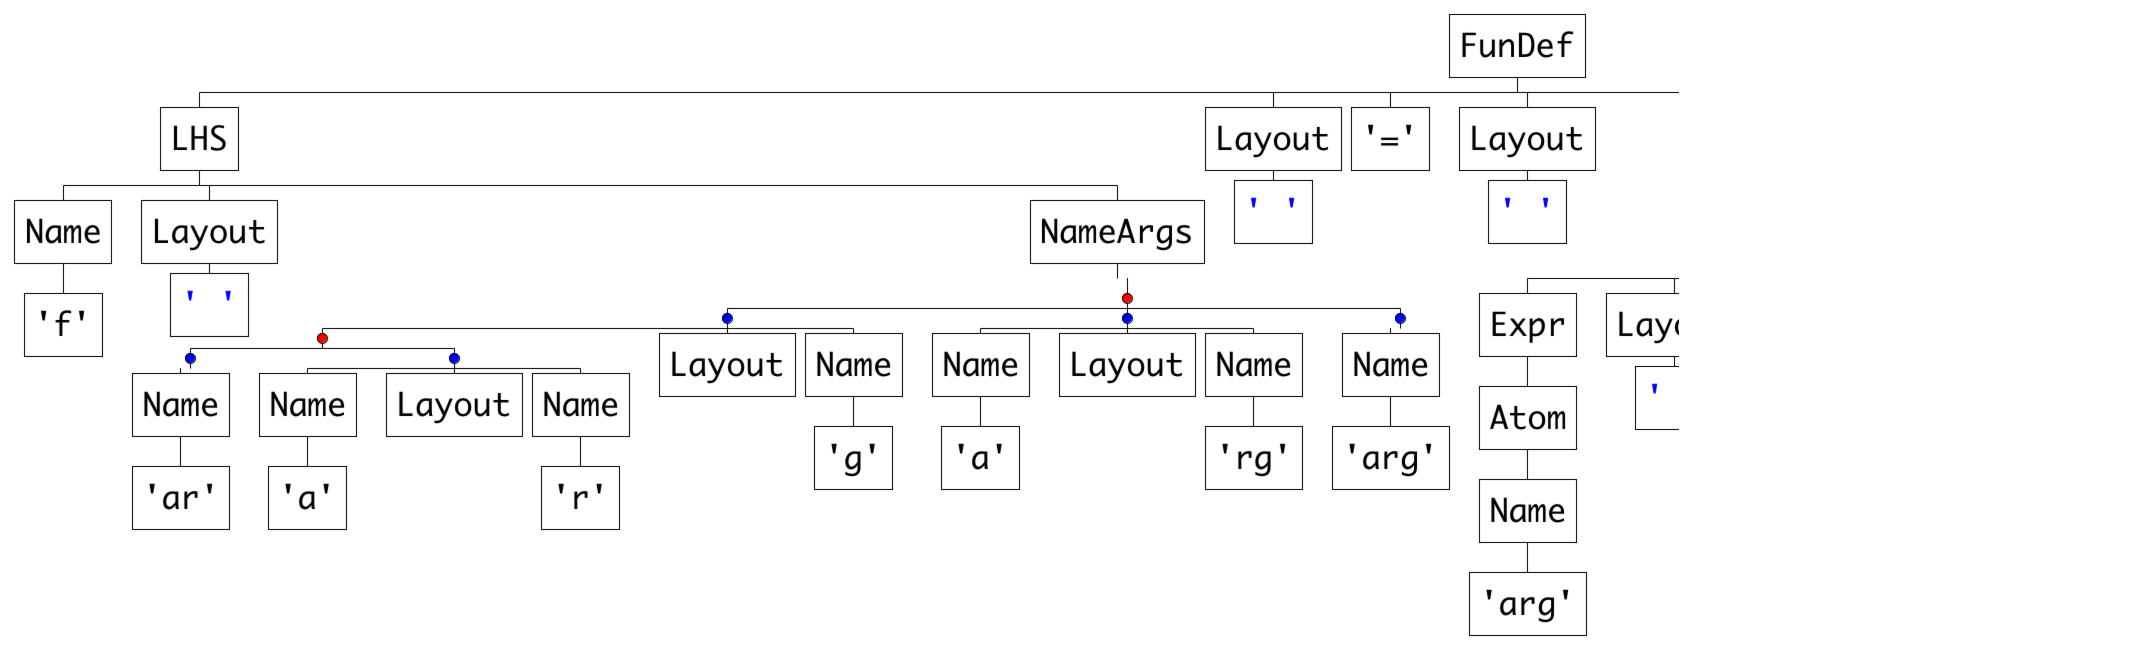 FunDef
LHS Layout '=' Layout
Name Layout NameArgs ' ' ' '
'f' ' ' Expr
Layout Name Name Layout Name Name
Name Name Layout Name Atom
'g' 'a' 'rg' 'arg'
'ar' 'a' 'r' Name
'arg'